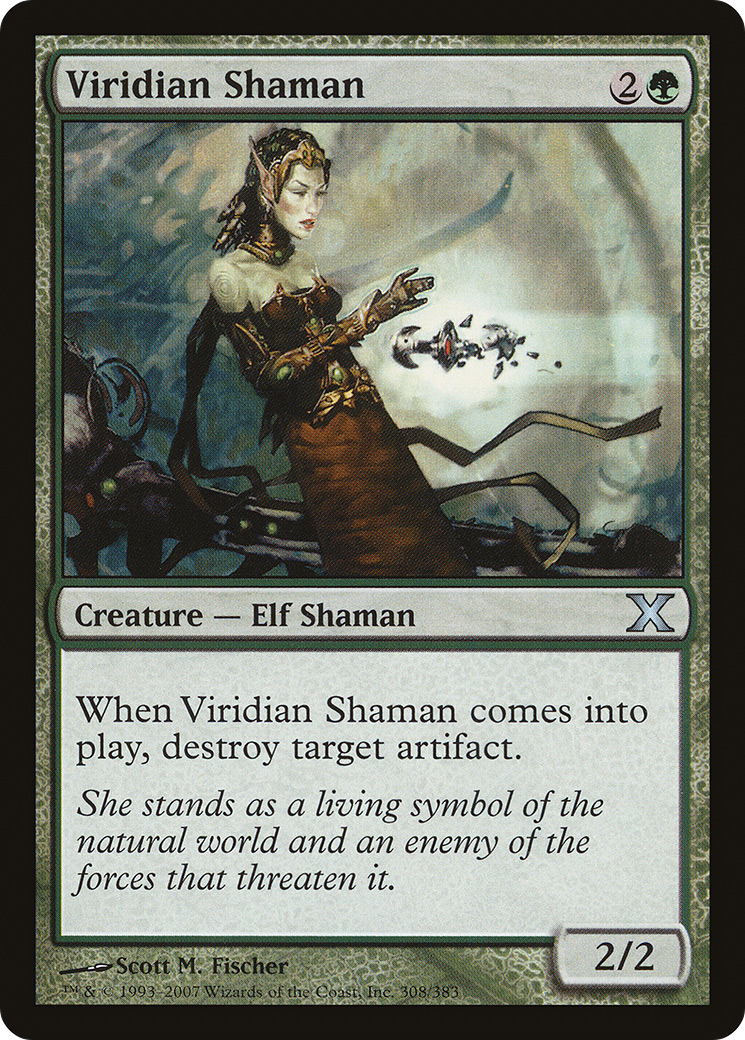 Viridian Shaman 2
Creature — Elf Shaman X
When Viridian Shaman comes into
play, destroy target artifact.
She stands as a living symbol of the
natural world and an enemy of the
forces that threaten it.
2/2
Scott M. Fischer
™ & © 1993–2007 Wizards of the Coast, Inc. 308/383